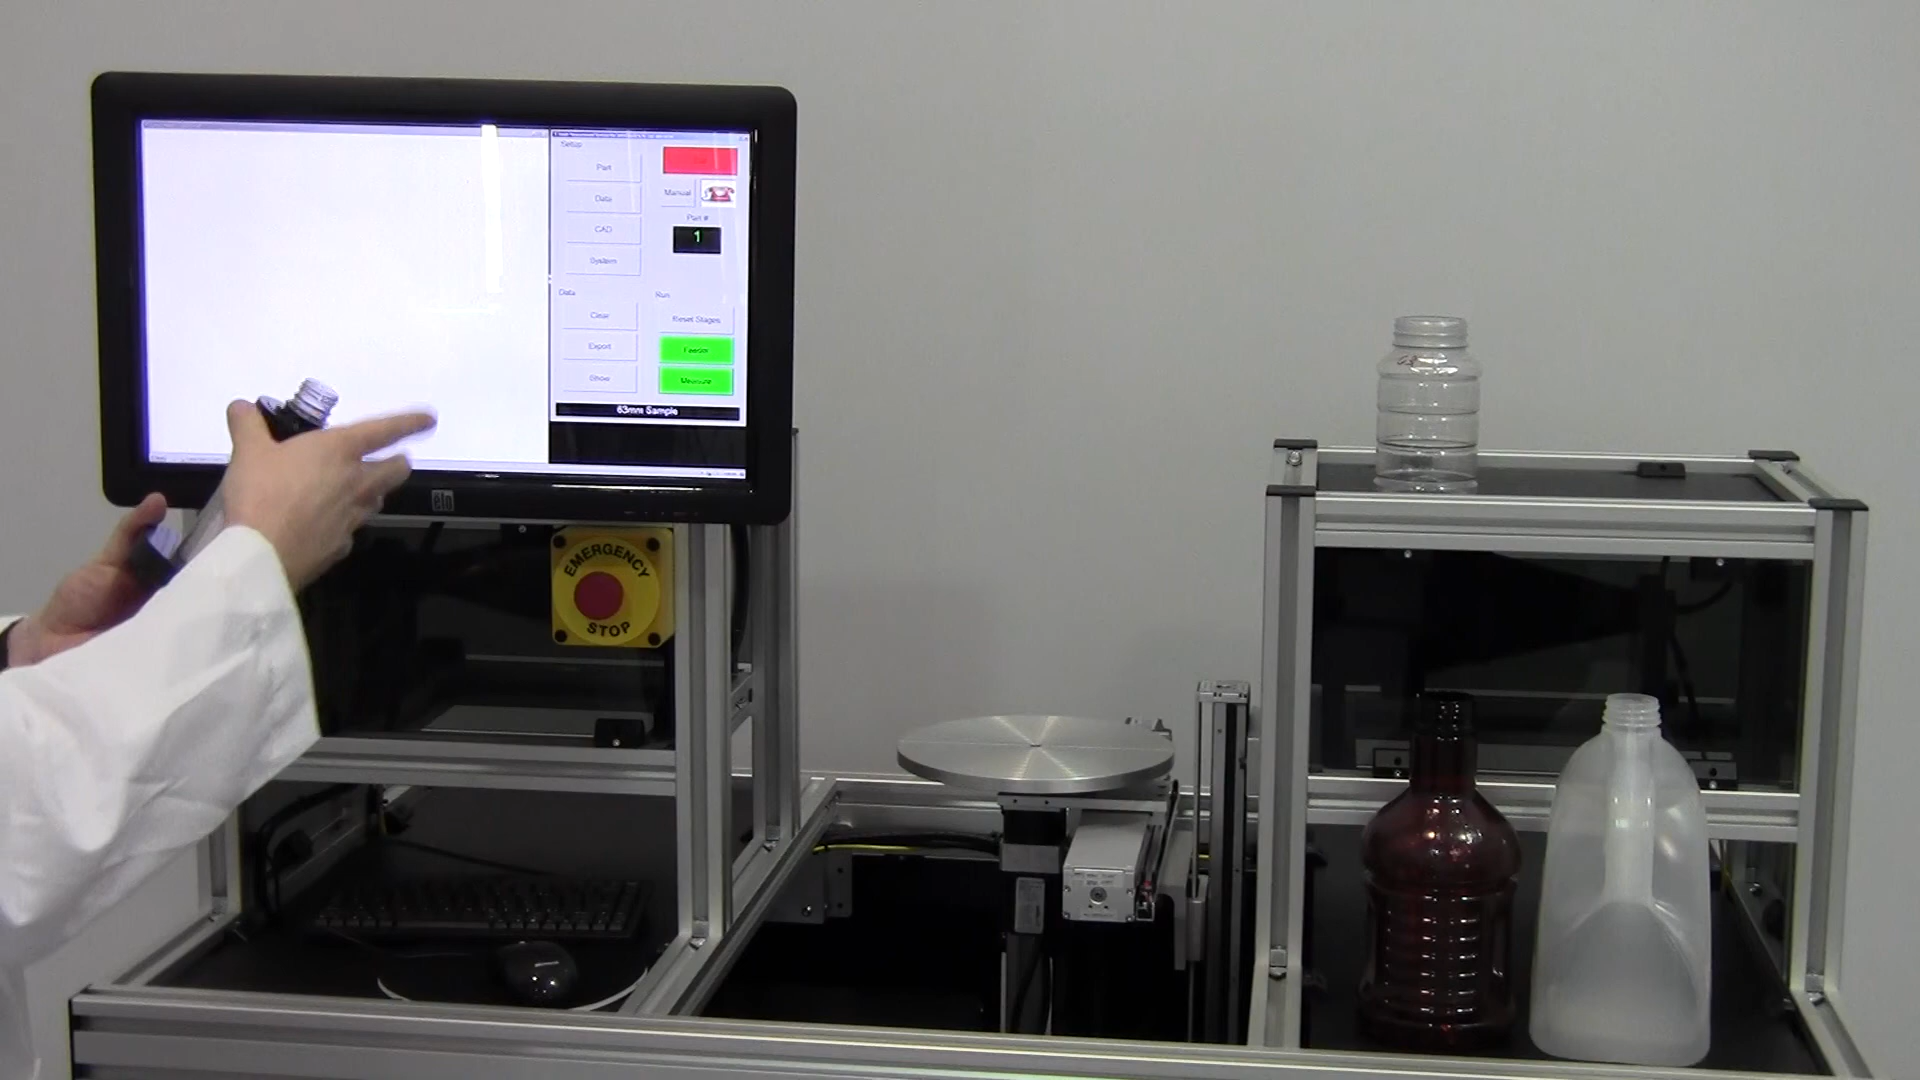 Setup
Part
Manual
Data
Part #
CAD
1
System
Data
Run
Clear
Reset Stages
Export
Feeder
Show
Measure
63mm Sample
elo
EMERGENCY
STOP